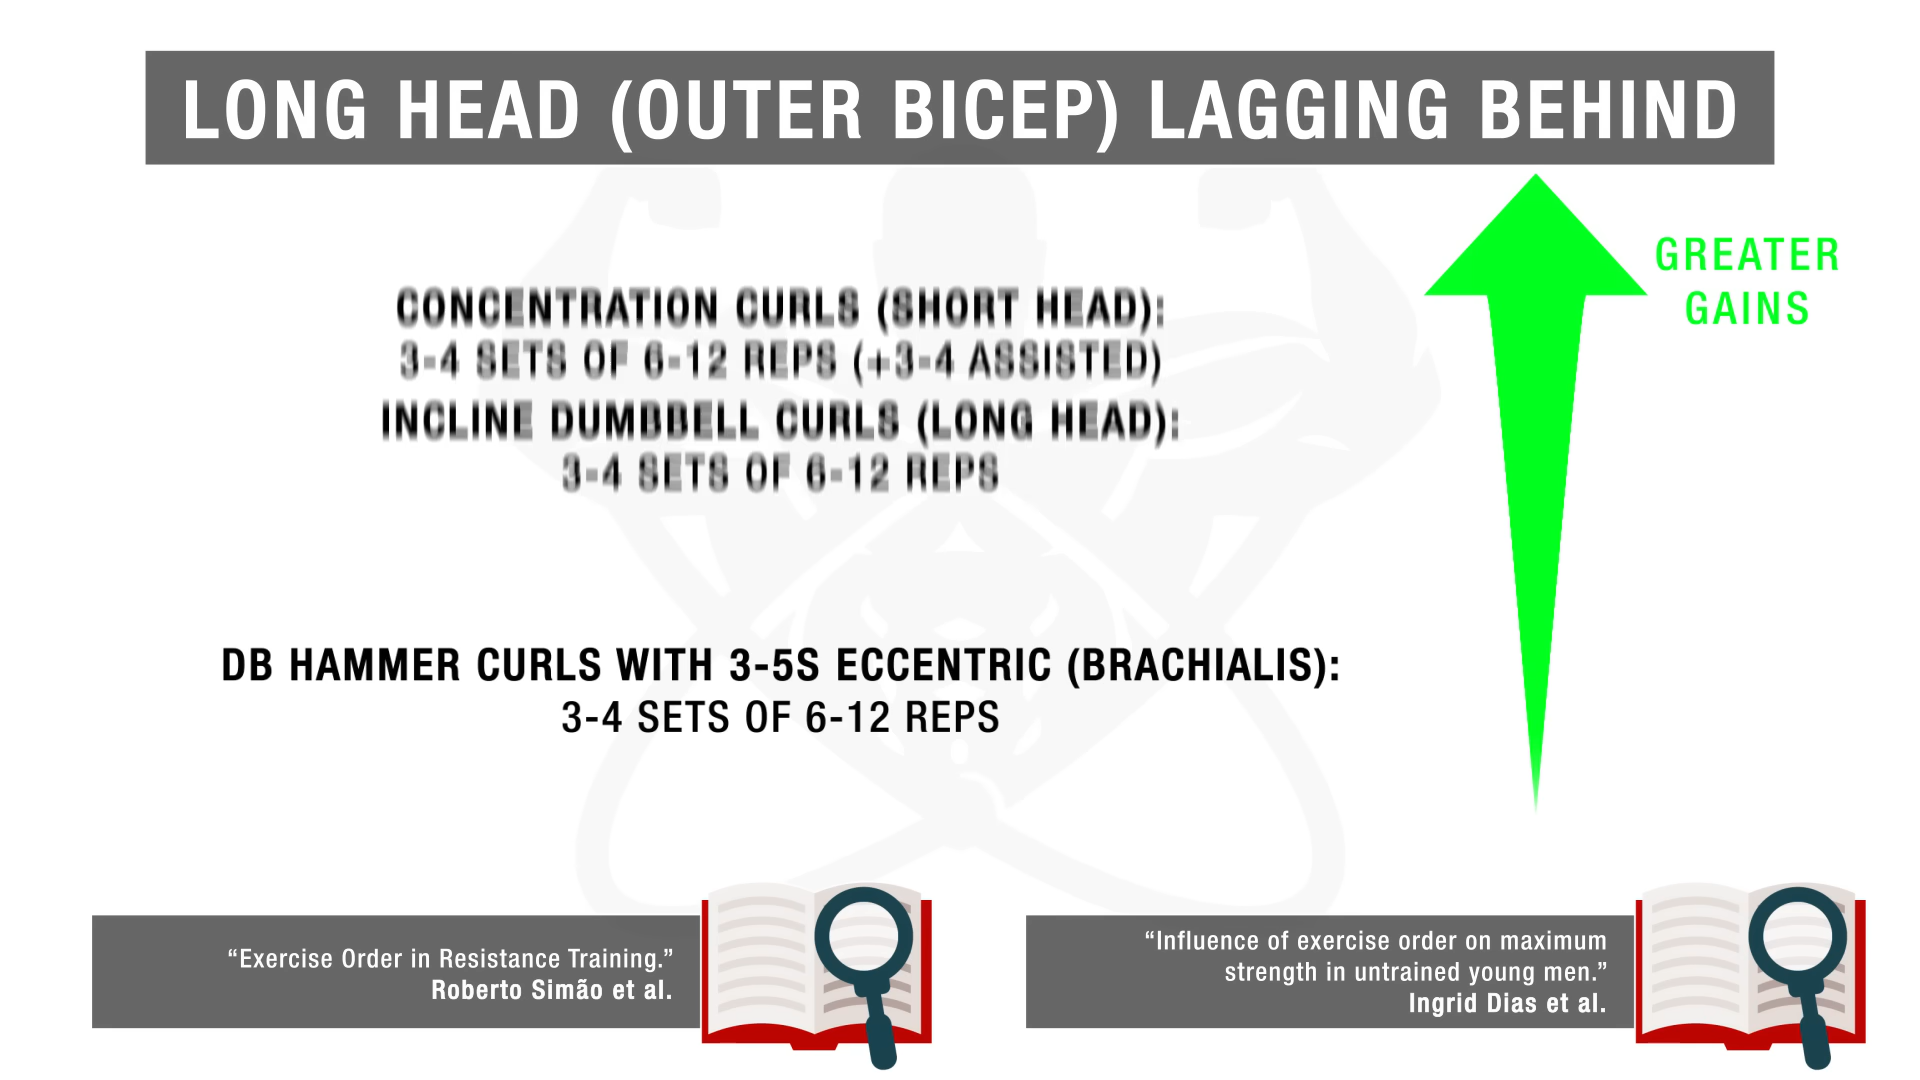 LONG HEAD (OUTER BICEP) LAGGING BEHIND
GREATER
GAINS
CONCENTRATION CURLS (SHORT HEAD):
3-4 SETS OF 6-12 REPS (+3-4 ASSISTED)
INCLINE DUMBBELL CURLS (LONG HEAD):
3-4 SETS OF 6-12 REPS
DB HAMMER CURLS WITH 3-5S ECCENTRIC (BRACHIALIS):
3-4 SETS OF 6-12 REPS
“Exercise Order in Resistance Training.”
Roberto Simão et al.
“Influence of exercise order on maximum
strength in untrained young men.”
Ingrid Dias et al.